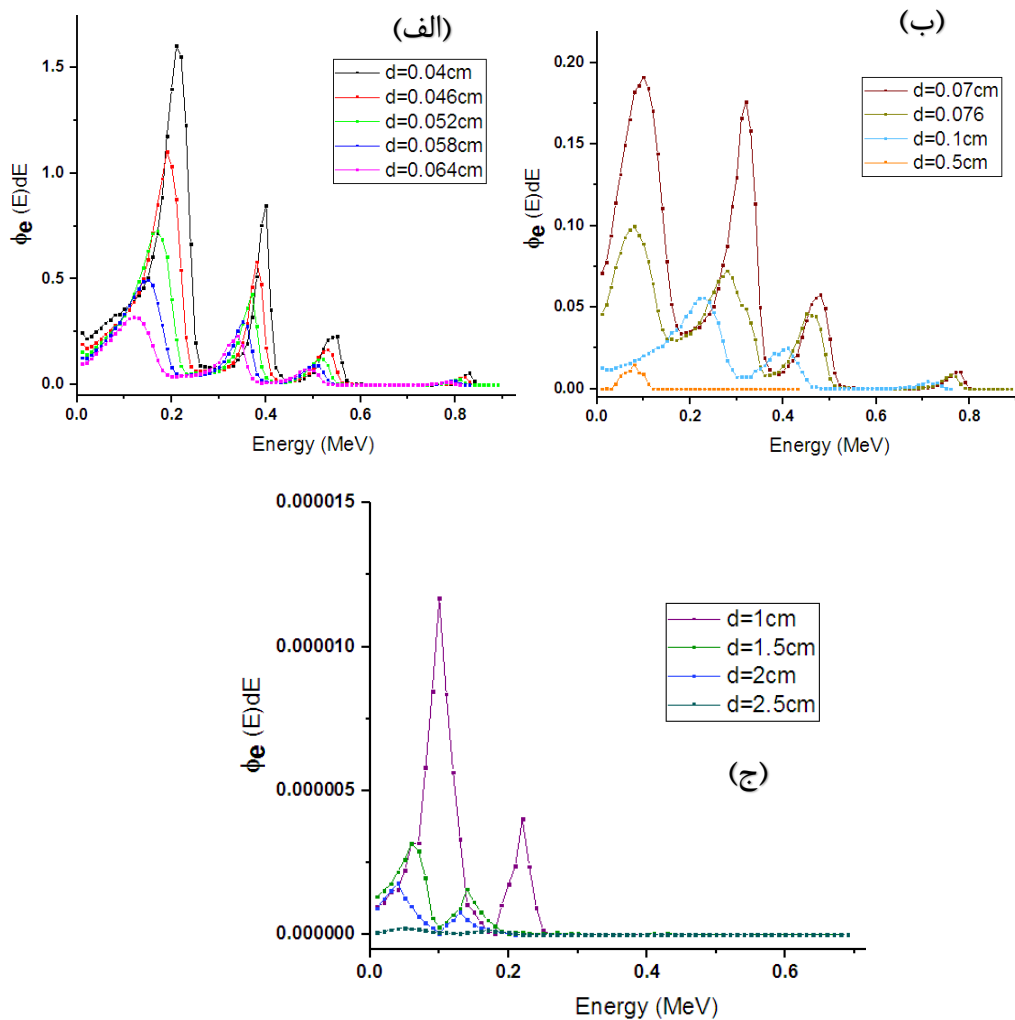 (الف)
d=0.04cm
d=0.046cm
d=0.052cm
d=0.058cm
d=0.064cm
1.5
1.0
0.5
0.0
ϕe (E)dE
0.0 0.2 0.4 0.6 0.8
Energy (MeV)
(ب)
d=0.07cm
d=0.076
d=0.1cm
d=0.5cm
0.20
0.15
0.10
0.05
0.00
ϕe (E)dE
0.0 0.2 0.4 0.6 0.8
Energy (MeV)
0.000015
0.000010
0.000005
0.000000
ϕe (E)dE
d=1cm
d=1.5cm
d=2cm
d=2.5cm
(ج)
0.0 0.2 0.4 0.6
Energy (MeV)